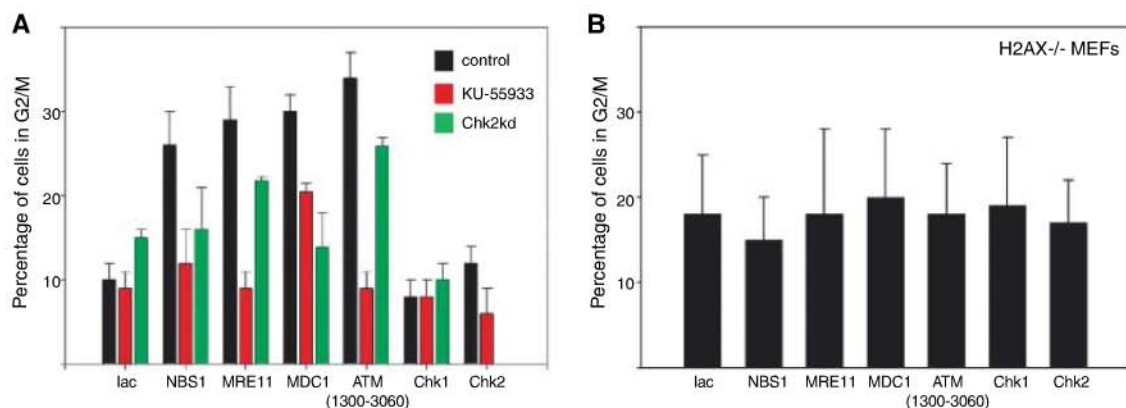 A
Percentage of cells in G2/M
30
20
10
control
KU-55933
Chk2kd
lac NBS1 MRE11 MDC1 ATM Chk1 Chk2
(1300-3060)
B
H2AX-/- MEFs
Percentage of cells in G2/M
30
20
10
lac NBS1 MRE11 MDC1 ATM Chk1 Chk2
(1300-3060)